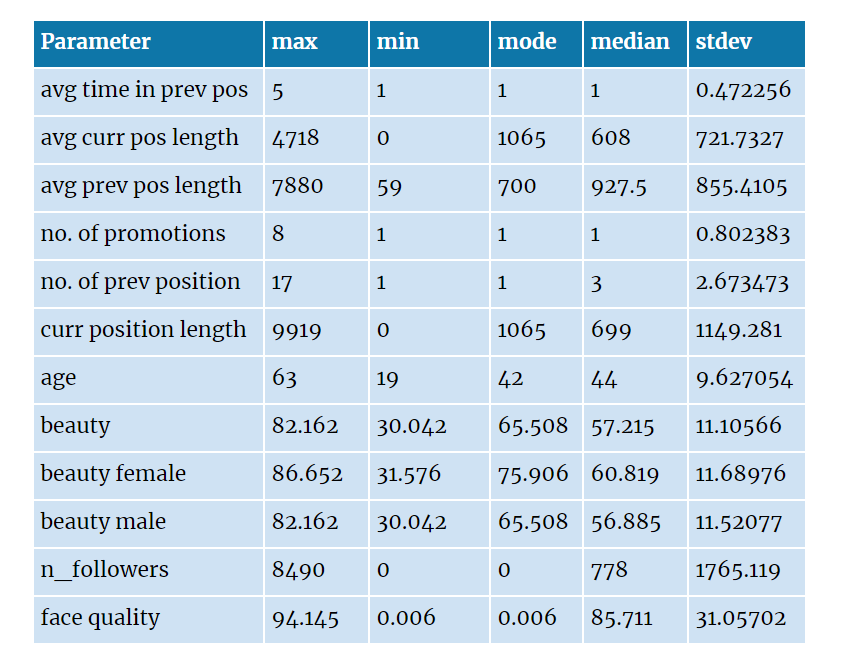 Parameter max min mode median stdev
avg time in prev pos 5 1 1 1 0.472256
avg curr pos length 4718 0 1065 608 721.7327
avg prev pos length 7880 59 700 927.5 855.4105
no. of promotions 8 1 1 1 0.802383
no. of prev position 17 1 1 3 2.673473
curr position length 9919 0 1065 699 1149.281
age 63 19 42 44 9.627054
beauty 82.162 30.042 65.508 57.215 11.10566
beauty female 86.652 31.576 75.906 60.819 11.68976
beauty male 82.162 30.042 65.508 56.885 11.52077
n_followers 8490 0 0 778 1765.119
face quality 94.145 0.006 0.006 85.711 31.05702